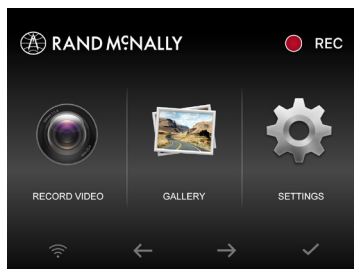 RAND MCNALLY
REC
RECORD VIDEO
GALLERY
SETTINGS